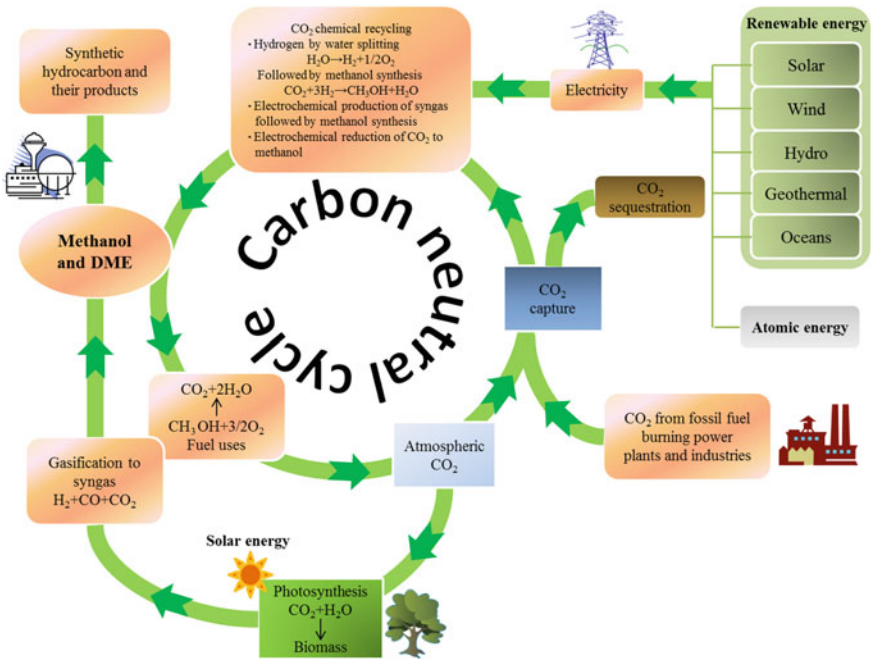 Synthetic
hydrocarbon and
their products
CO₂ chemical recycling
· Hydrogen by water splitting
H₂O→H₂+1/2O₂
Followed by methanol synthesis
CO₂+3H₂→CH₃OH+H₂O
· Electrochemical production of syngas
followed by methanol synthesis
· Electrochemical reduction of CO₂ to
methanol
Electricity
Renewable energy
Solar
Wind
Hydro
Geothermal
Oceans
Atomic energy
CO₂
sequestration
CO₂
capture
CO₂ from fossil fuel
burning power
plants and industries
Methanol
and DME
Carbon neutral cycle
CO₂+2H₂O
↑
CH₃OH+3/2O₂
Fuel uses
Atmospheric
CO₂
Gasification to
syngas
H₂+CO+CO₂
Solar energy
Photosynthesis
CO₂+H₂O
↓
Biomass